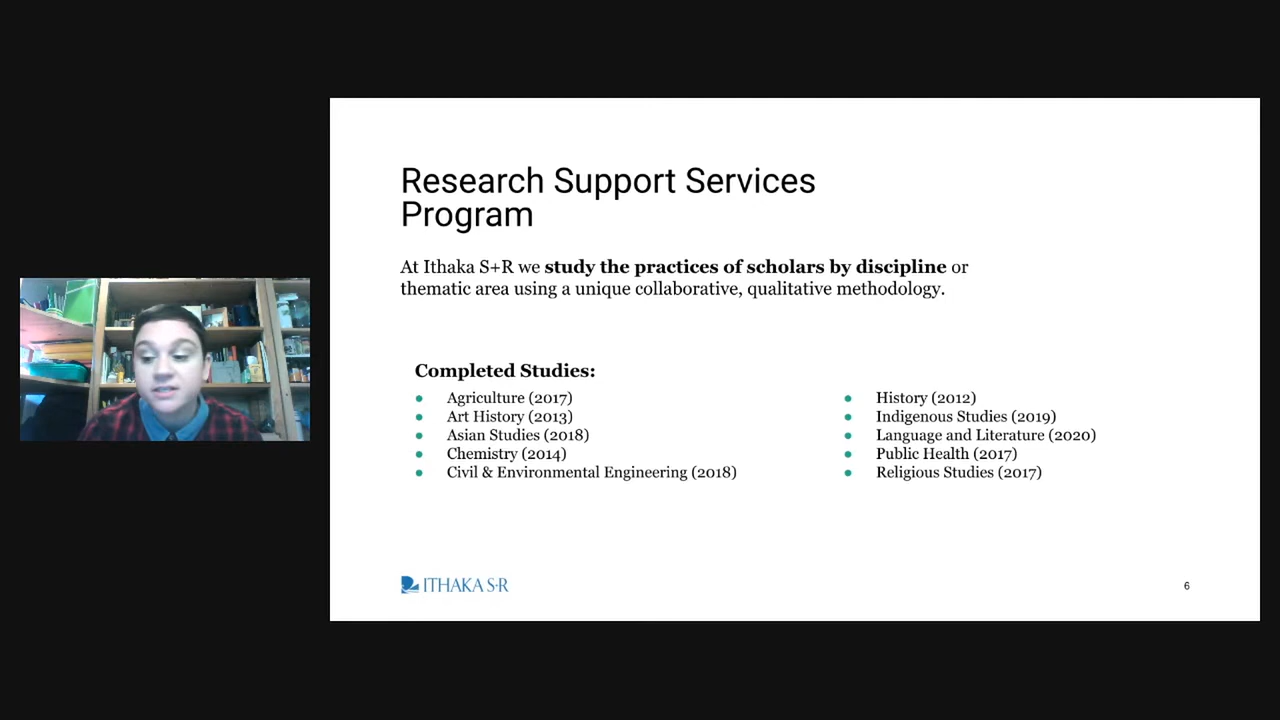 Research Support Services
Program
At Ithaka S+R we study the practices of scholars by discipline or
thematic area using a unique collaborative, qualitative methodology.
Completed Studies:
● Agriculture (2017)
● Art History (2013)
● Asian Studies (2018)
● Chemistry (2014)
● Civil & Environmental Engineering (2018)
● History (2012)
● Indigenous Studies (2019)
● Language and Literature (2020)
● Public Health (2017)
● Religious Studies (2017)
ITHAKA S·R
6